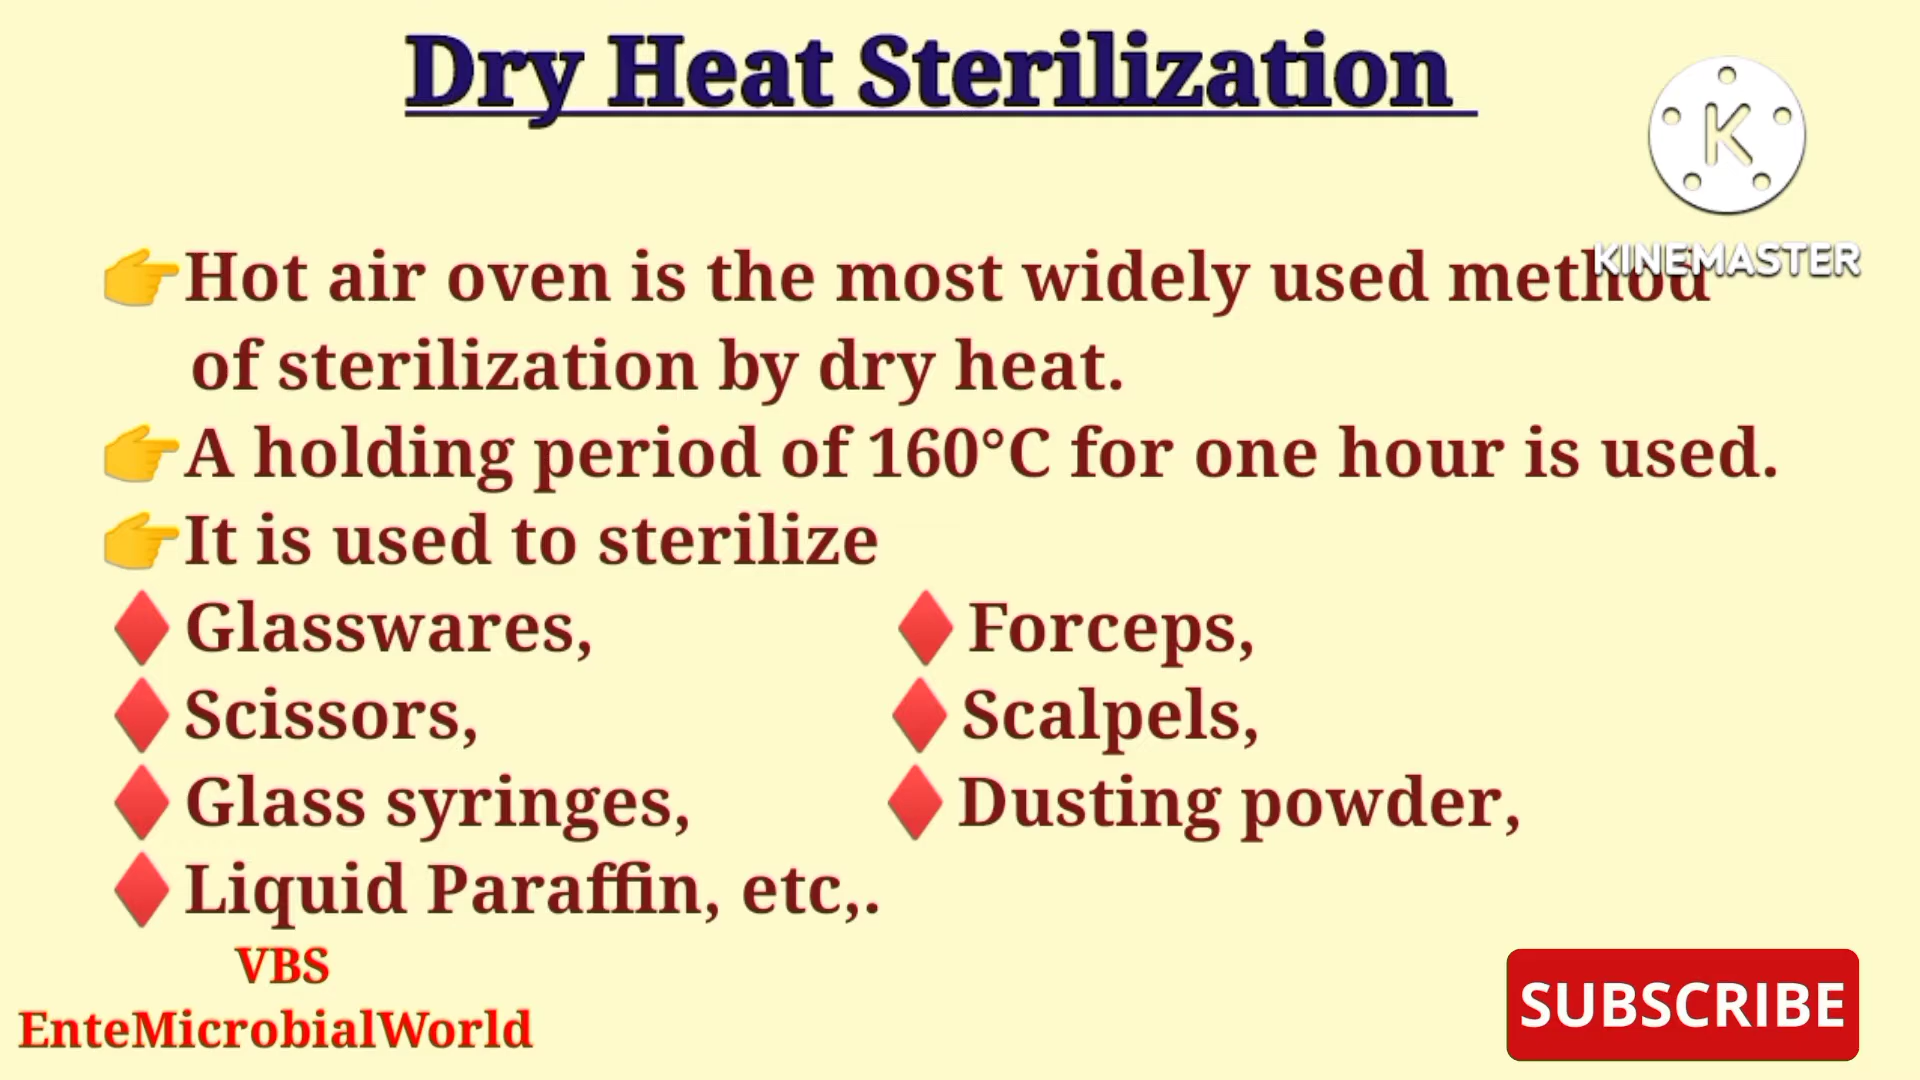 Dry Heat Sterilization
K
KINEMASTER
👉Hot air oven is the most widely used method
of sterilization by dry heat.
👉A holding period of 160°C for one hour is used.
👉It is used to sterilize
♦Glasswares, ♦Forceps,
♦Scissors, ♦Scalpels,
♦Glass syringes, ♦Dusting powder,
♦Liquid Paraffin, etc,.
VBS
EnteMicrobialWorld
SUBSCRIBE